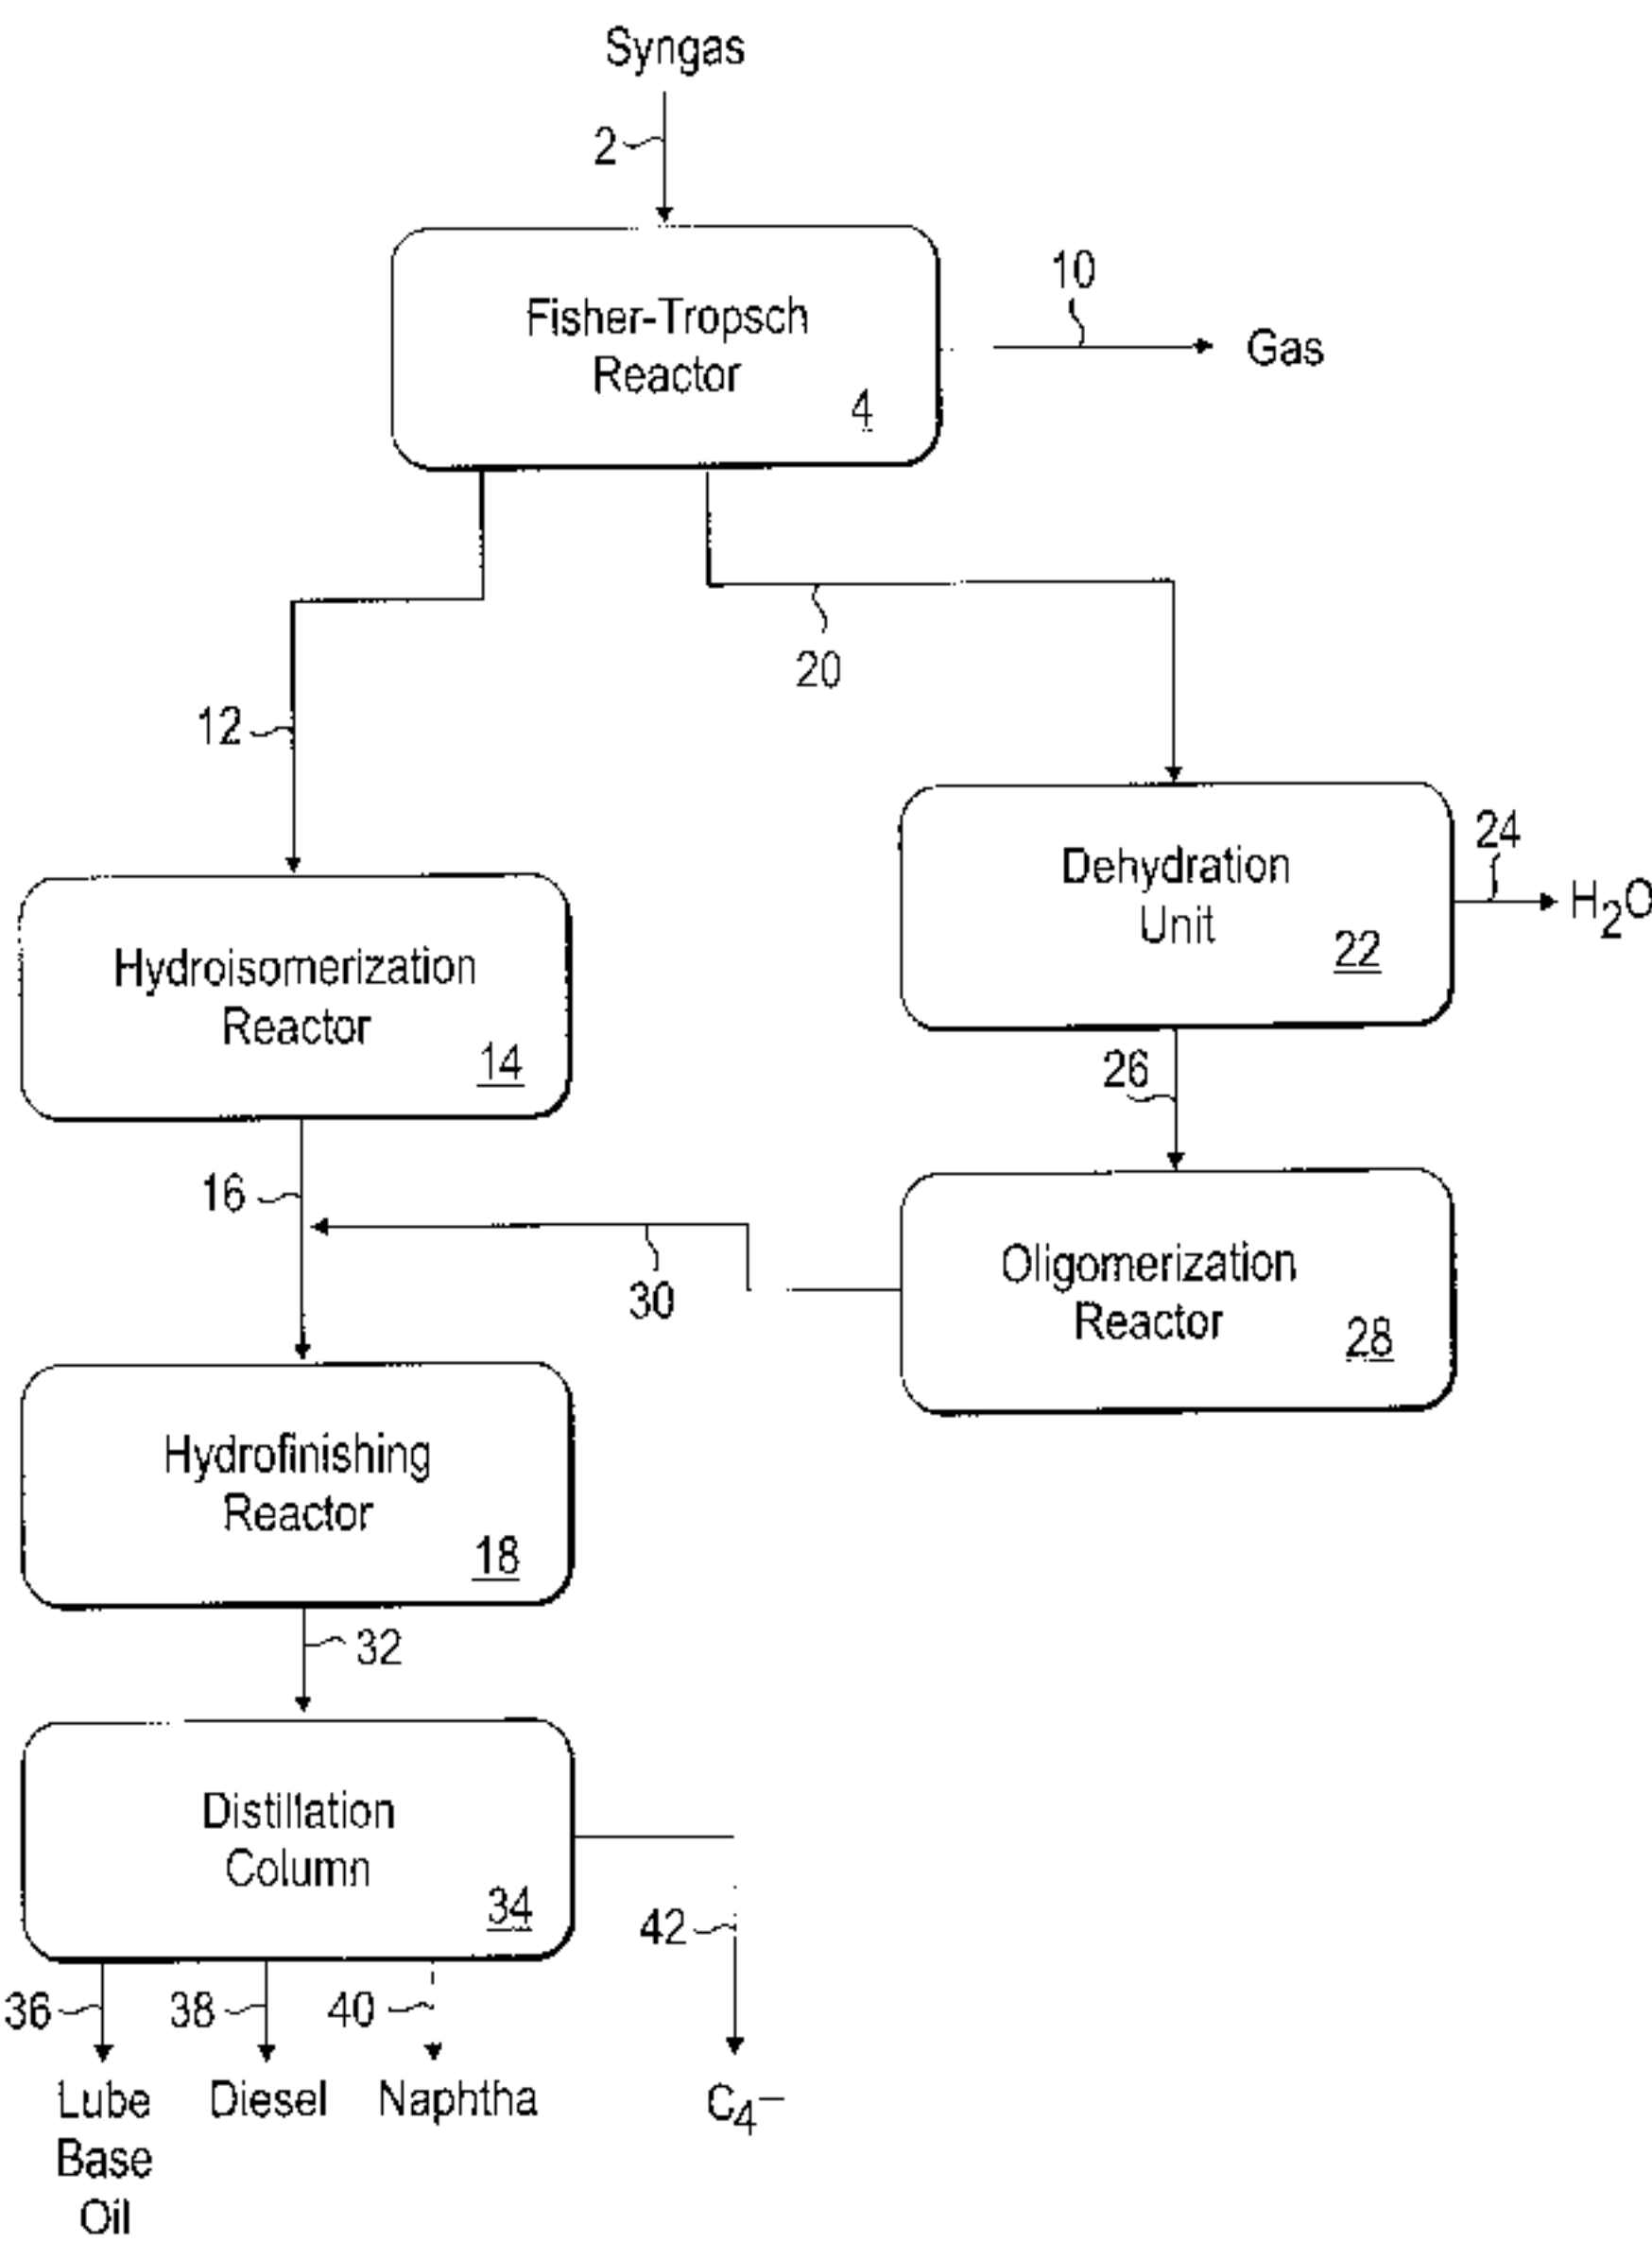 Syngas
2
10
Fisher-Tropsch
Reactor
4
Gas
20
12
24
Dehydration
Unit
22
H2O
Hydroisomerization
Reactor
14
26
16
30
Oligomerization
Reactor
28
Hydrofinishing
Reactor
18
32
Distillation
Column
34
42
36
38
40
Lube
Base
Oil
Diesel
Naphtha
C4−